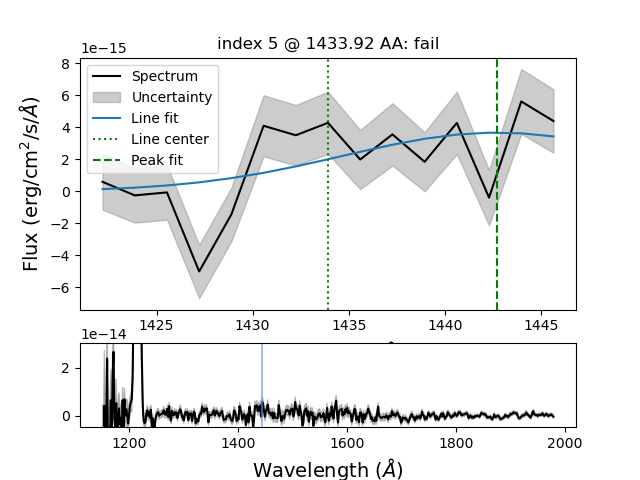 index 5 @ 1433.92 AA: fail
1e−15
8
6
4
2
0
−2
−4
−6
Flux (erg/cm²/s/Å)
Spectrum
Uncertainty
Line fit
Line center
Peak fit
1425
1430
1435
1440
1445
1e−14
2
0
1200
1400
1600
1800
2000
Wavelength (Å)